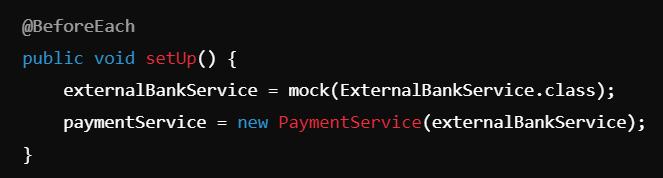 @BeforeEach
public void setUp() {
    externalBankService = mock(ExternalBankService.class);
    paymentService = new PaymentService(externalBankService);
}